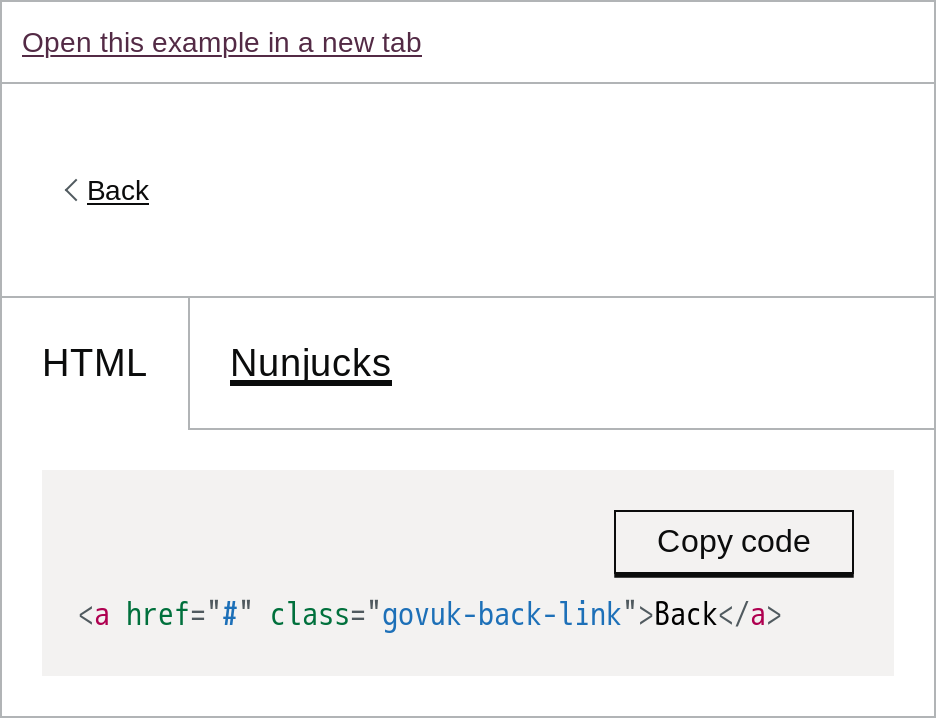 Open this example in a new tab
Back
HTML
Nunjucks
Copy code
<a href="#" class="govuk-back-link">Back</a>